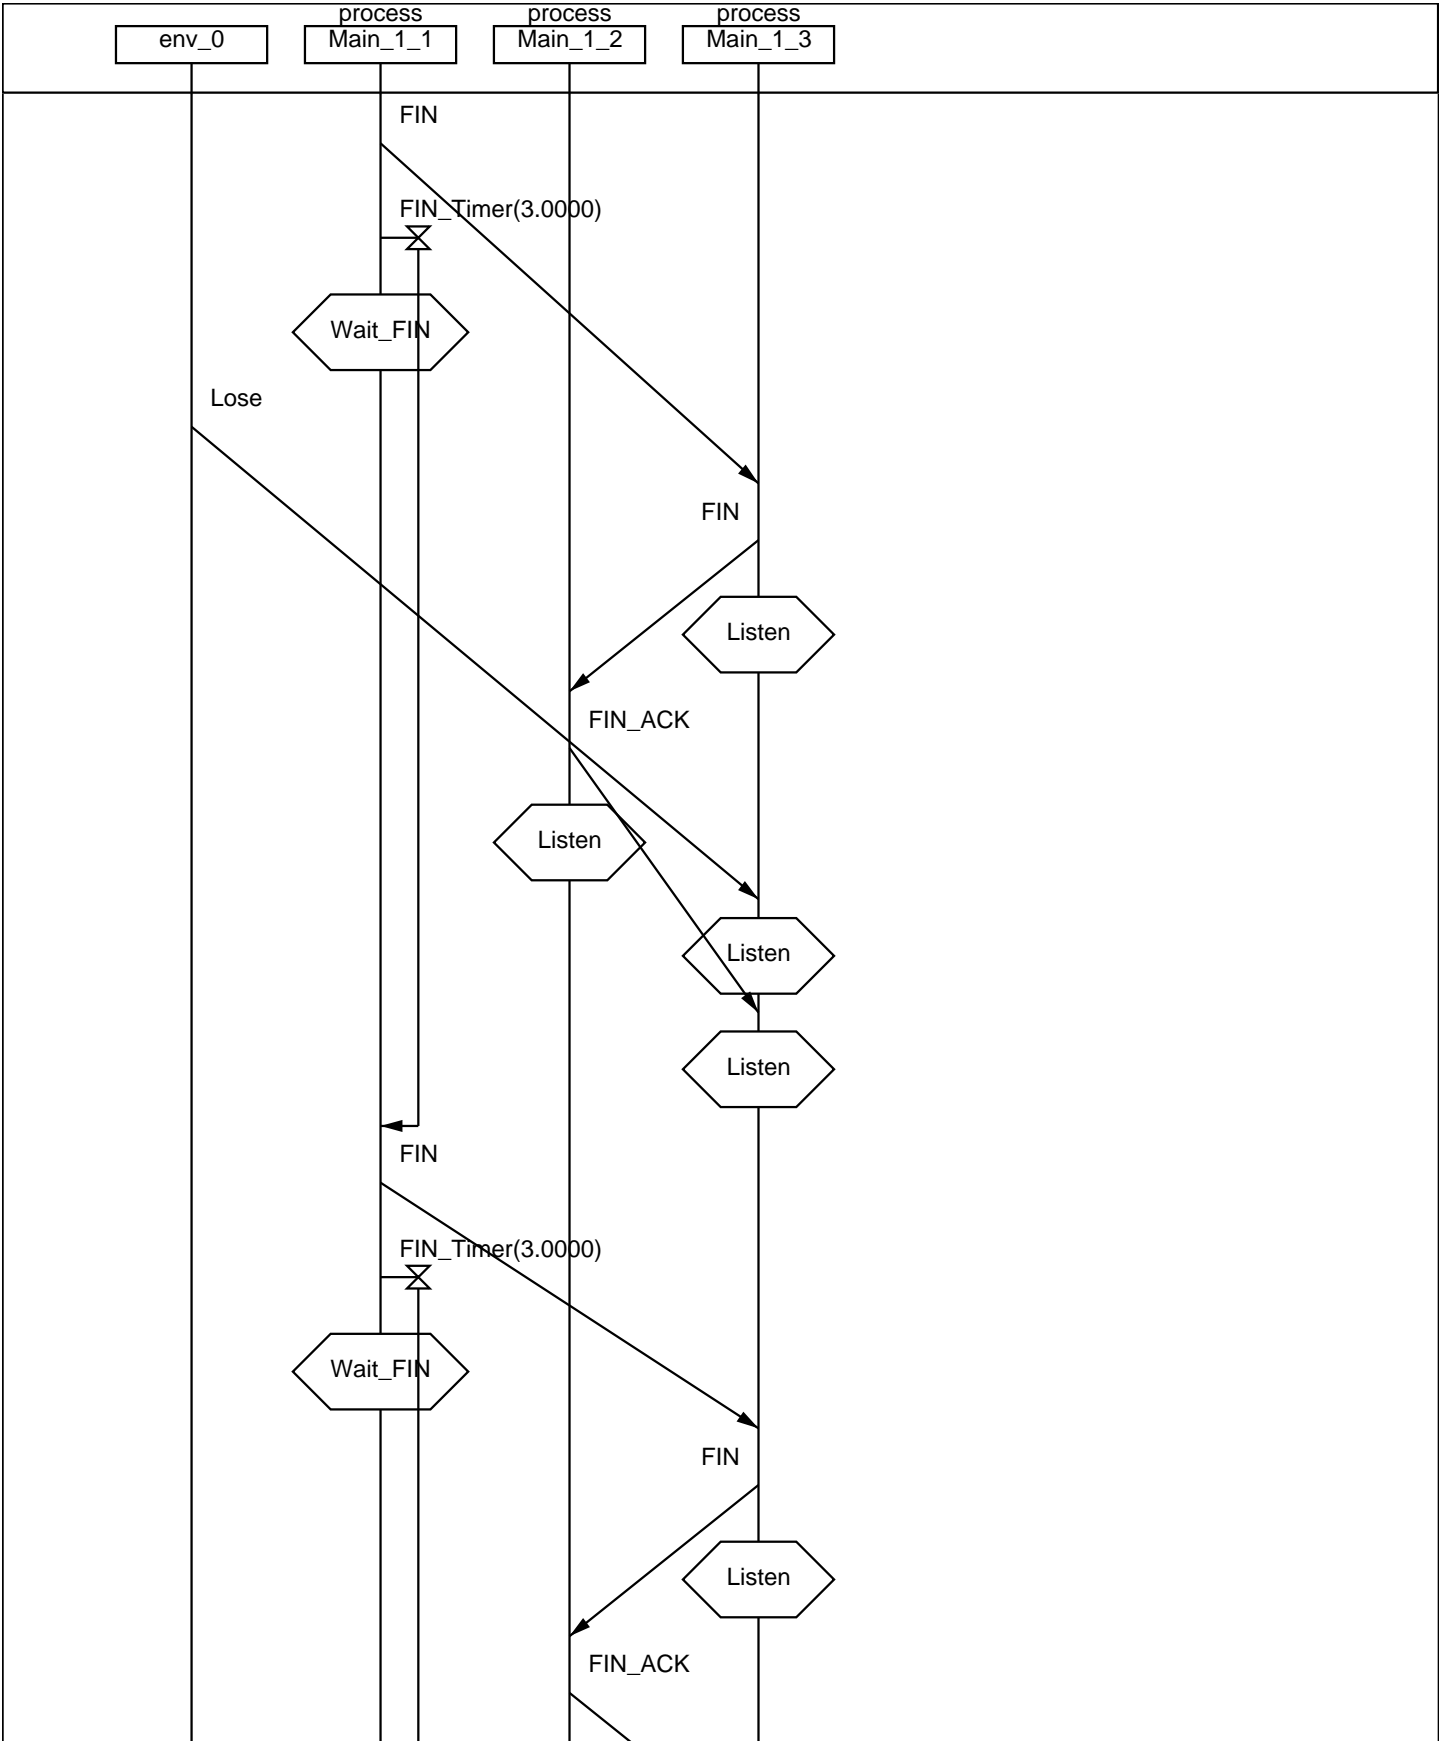 process process process
env_0 Main_1_1 Main_1_2 Main_1_3
FIN
FIN_Timer(3.0000)
Wait_FIN
Lose
FIN
Listen
FIN_ACK
Listen
Listen
Listen
FIN
FIN_Timer(3.0000)
Wait_FIN
FIN
Listen
FIN_ACK